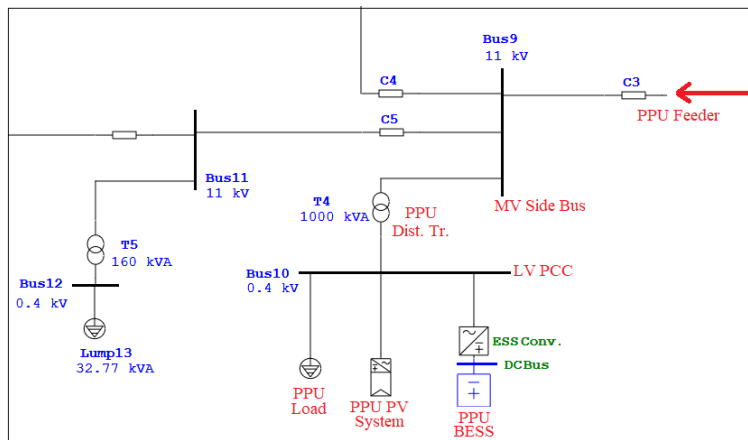 Bus9
11 kV
C4
C3
PPU Feeder
C5
Bus11
11 kV
T4
1000 kVA
PPU
Dist. Tr.
MV Side Bus
T5
160 kVA
Bus12
0.4 kV
Bus10
0.4 kV
LV PCC
Lump13
32.77 kVA
ESS Conv.
DCBus
PPU
Load
PPU PV
System
PPU
BESS